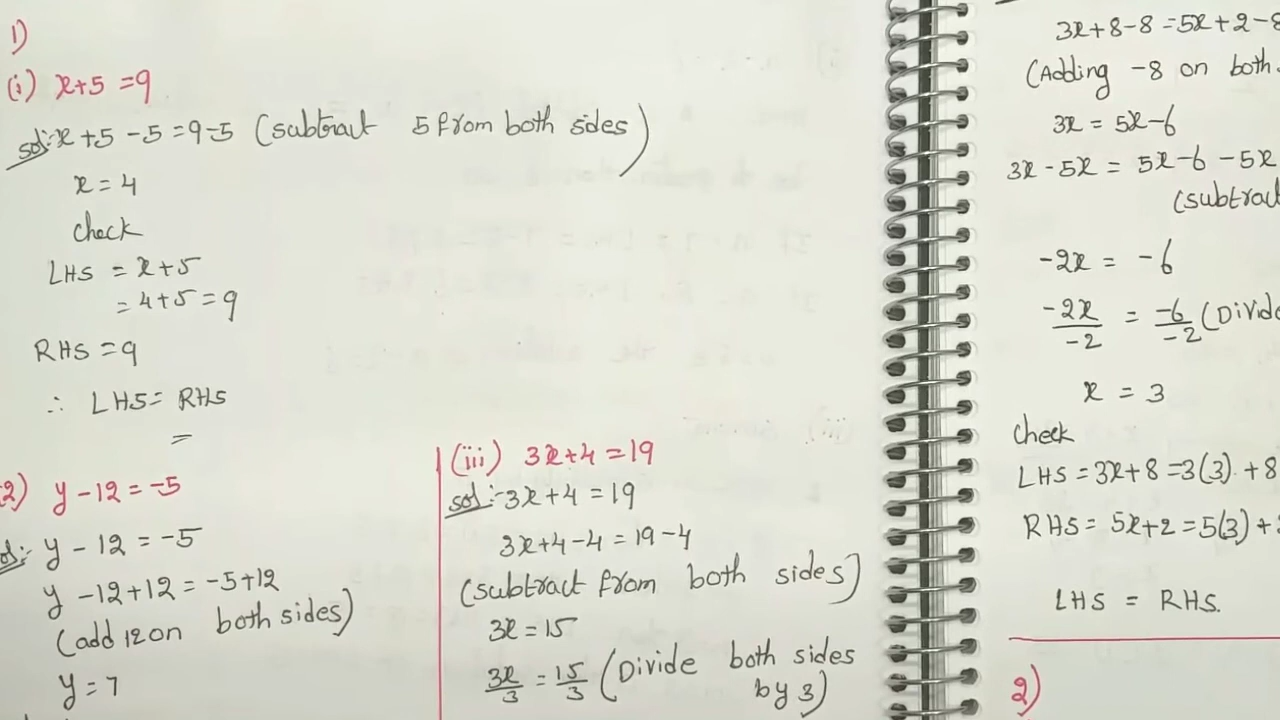 1)
(i) x+5 =9
sol:- x +5 -5 = 9-5 (subtract 5 from both sides)
x = 4
check
LHS = x+5
= 4+5 = 9
RHS = 9
∴ LHS = RHS
=
2) y -12 = -5
y - 12 = -5
y -12+12 = -5+12
(add 12 on both sides)
y = 7
(iii) 3x+4 =19
sol:- 3x+4 = 19
3x+4-4 = 19-4
(subtract from both sides)
3x = 15
3x/3 = 15/3 (Divide both sides
by 3)
3x+8-8 = 5x+2-8
(Adding -8 on both
3x = 5x-6
3x - 5x = 5x-6 -5x
(subtract
-2x = -6
-2x/-2 = -6/-2 (Divide
x = 3
check
LHS = 3x+8 = 3(3) + 8
RHS = 5x+2 = 5(3) +
LHS = RHS.
2)